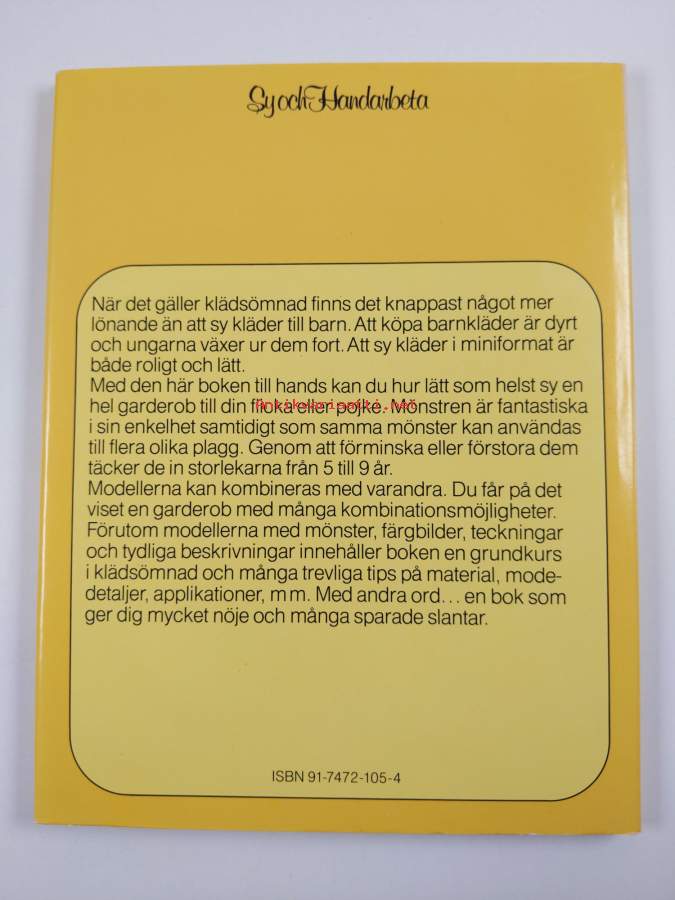 Sy och Handarbeta
När det gäller klädsömnad finns det knappast något mer
lönande än att sy kläder till barn. Att köpa barnkläder är dyrt
och ungarna växer ur dem fort. Att sy kläder i miniformat är
både roligt och lätt.
Med den här boken till hands kan du hur lätt som helst sy en
hel garderob till din flicka eller pojke. Mönstren är fantastiska
Antikvariaatti.net
i sin enkelhet samtidigt som samma mönster kan användas
till flera olika plagg. Genom att förminska eller förstora dem
täcker de in storlekarna från 5 till 9 år.
Modellerna kan kombineras med varandra. Du får på det
viset en garderob med många kombinationsmöjligheter.
Förutom modellerna med mönster, färgbilder, teckningar
och tydliga beskrivningar innehåller boken en grundkurs
i klädsömnad och många trevliga tips på material, mode-
detaljer, applikationer, mm. Med andra ord... en bok som
ger dig mycket nöje och många sparade slantar.
ISBN 91-7472-105-4